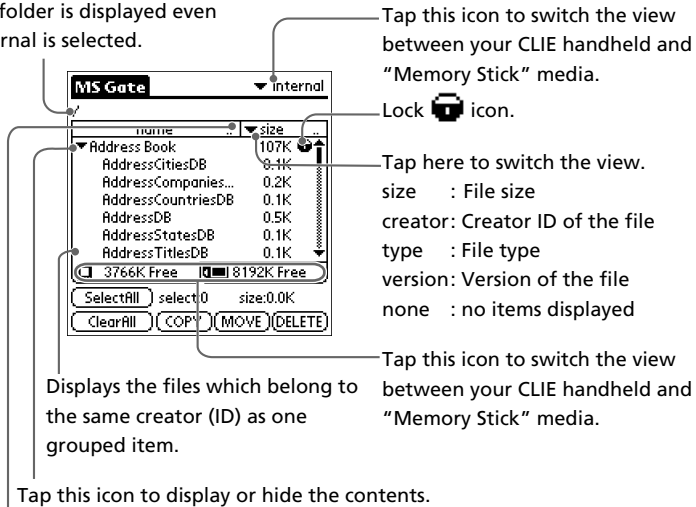 folder is displayed even
rnal is selected.
Tap this icon to switch the view
between your CLIE handheld and
“Memory Stick” media.
Lock icon.
Tap here to switch the view.
size : File size
creator: Creator ID of the file
type : File type
version: Version of the file
none : no items displayed
Tap this icon to switch the view
between your CLIE handheld and
“Memory Stick” media.
MS Gate internal
/
name .. size ..
Address Book 107K
AddressCitiesDB 0.1K
AddressCompanies... 0.2K
AddressCountriesDB 0.1K
AddressDB 0.5K
AddressStatesDB 0.1K
AddressTitlesDB 0.1K
3766K Free 8192K Free
SelectAll select:0 size:0.0K
ClearAll COPY MOVE DELETE
Displays the files which belong to
the same creator (ID) as one
grouped item.
Tap this icon to display or hide the contents.